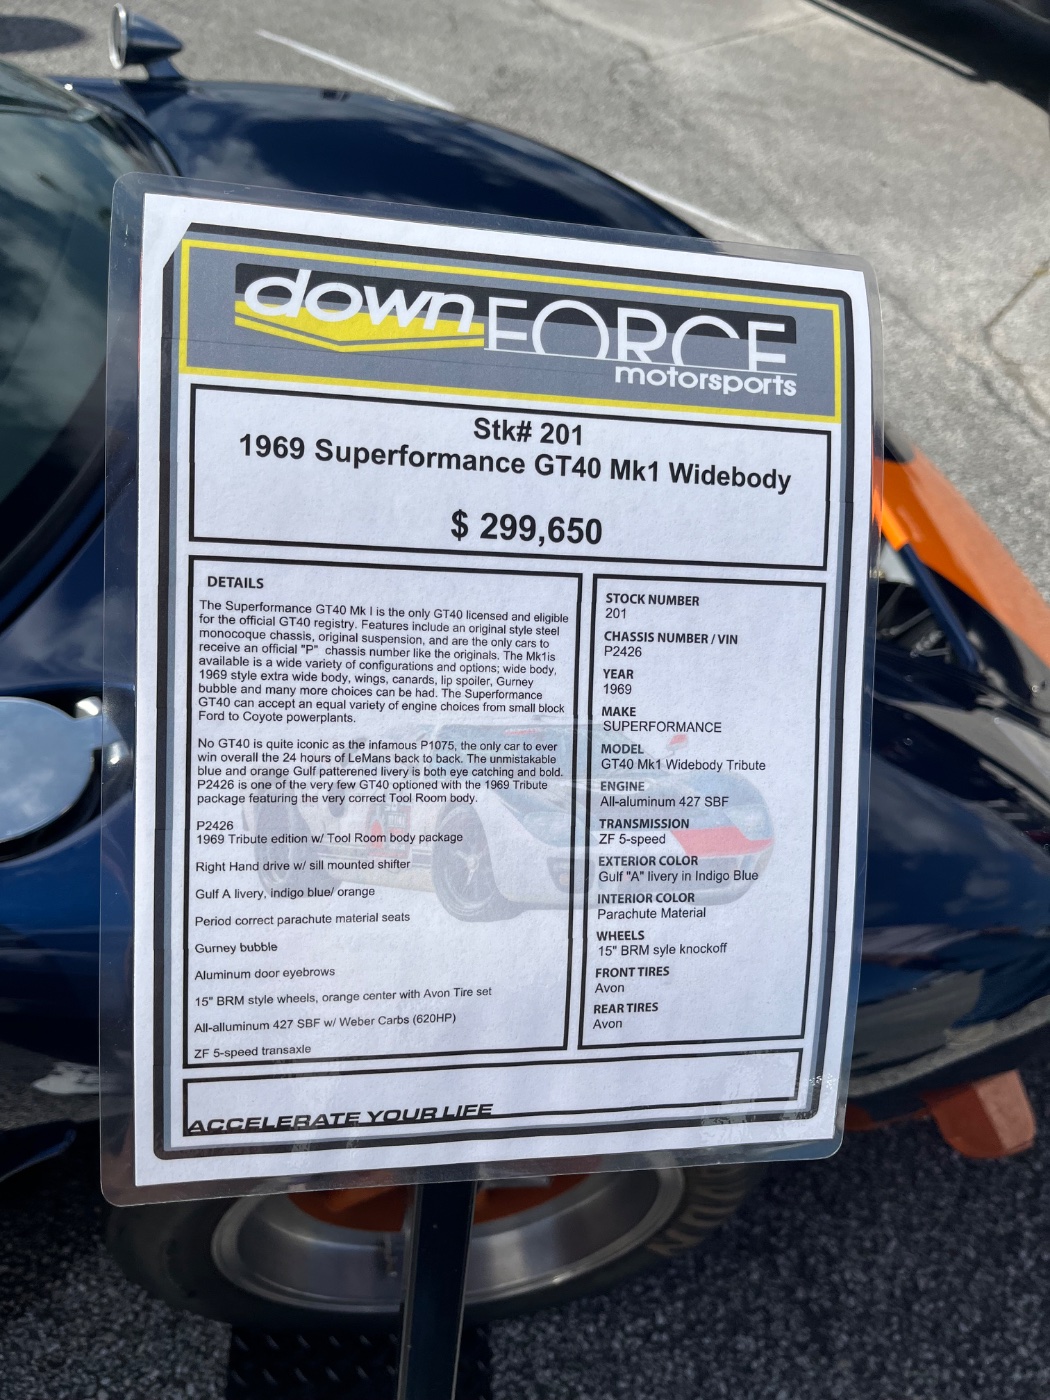 downFORCE
motorsports
Stk# 201
1969 Superformance GT40 Mk1 Widebody
$ 299,650
DETAILS
The Superformance GT40 Mk I is the only GT40 licensed and eligible
for the official GT40 registry. Features include an original style steel
monocoque chassis, original suspension, and are the only cars to
receive an official "P" chassis number like the originals. The Mk1is
available is a wide variety of configurations and options; wide body,
1969 style extra wide body, wings, canards, lip spoiler, Gurney
bubble and many more choices can be had. The Superformance
GT40 can accept an equal variety of engine choices from small block
Ford to Coyote powerplants.
No GT40 is quite iconic as the infamous P1075, the only car to ever
win overall the 24 hours of LeMans back to back. The unmistakable
blue and orange Gulf patterened livery is both eye catching and bold.
P2426 is one of the very few GT40 optioned with the 1969 Tribute
package featuring the very correct Tool Room body.
P2426
1969 Tribute edition w/ Tool Room body package
Right Hand drive w/ sill mounted shifter
Gulf A livery, indigo blue/ orange
Period correct parachute material seats
Gurney bubble
Aluminum door eyebrows
15" BRM style wheels, orange center with Avon Tire set
All-alluminum 427 SBF w/ Weber Carbs (620HP)
ZF 5-speed transaxle
STOCK NUMBER
201
CHASSIS NUMBER / VIN
P2426
YEAR
1969
MAKE
SUPERFORMANCE
MODEL
GT40 Mk1 Widebody Tribute
ENGINE
All-aluminum 427 SBF
TRANSMISSION
ZF 5-speed
EXTERIOR COLOR
Gulf "A" livery in Indigo Blue
INTERIOR COLOR
Parachute Material
WHEELS
15" BRM syle knockoff
FRONT TIRES
Avon
REAR TIRES
Avon
ACCELERATE YOUR LIFE